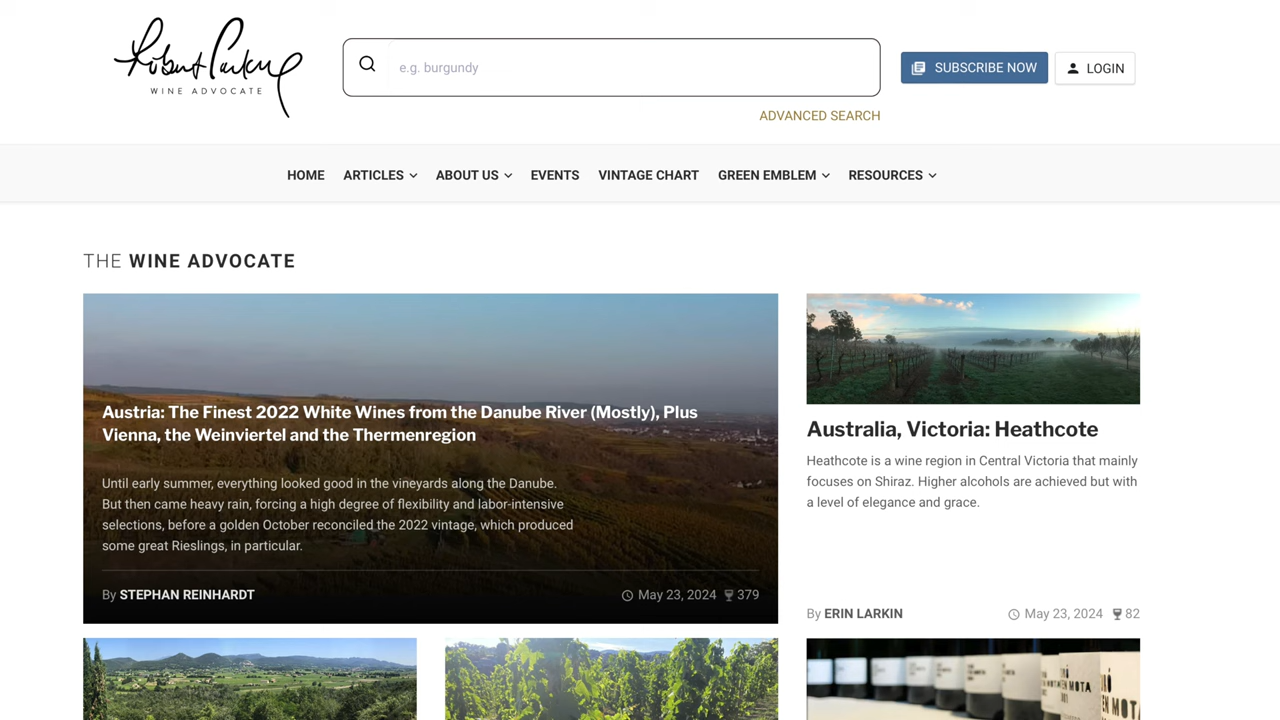 Robert Parker
WINE ADVOCATE
e.g. burgundy
SUBSCRIBE NOW
LOGIN
ADVANCED SEARCH
HOME ARTICLES ABOUT US EVENTS VINTAGE CHART GREEN EMBLEM RESOURCES
THE WINE ADVOCATE
Austria: The Finest 2022 White Wines from the Danube River (Mostly), Plus
Vienna, the Weinviertel and the Thermenregion
Until early summer, everything looked good in the vineyards along the Danube.
But then came heavy rain, forcing a high degree of flexibility and labor-intensive
selections, before a golden October reconciled the 2022 vintage, which produced
some great Rieslings, in particular.
By STEPHAN REINHARDT May 23, 2024 379
Australia, Victoria: Heathcote
Heathcote is a wine region in Central Victoria that mainly
focuses on Shiraz. Higher alcohols are achieved but with
a level of elegance and grace.
By ERIN LARKIN May 23, 2024 82
EN MOTA